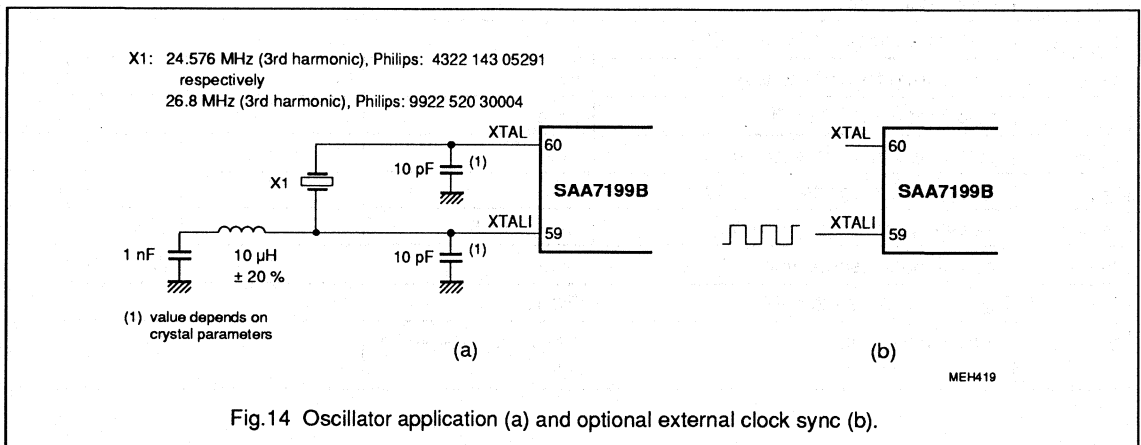 X1: 24.576 MHz (3rd harmonic), Philips: 4322 143 05291
respectively
26.8 MHz (3rd harmonic), Philips: 9922 520 30004
XTAL
60
10 pF (1)
X1
SAA7199B
XTALI
59
1 nF
10 µH
± 20 %
10 pF (1)
(1) value depends on
crystal parameters
(a)
XTAL
60
SAA7199B
XTALI
59
(b)
MEH419
Fig.14 Oscillator application (a) and optional external clock sync (b).